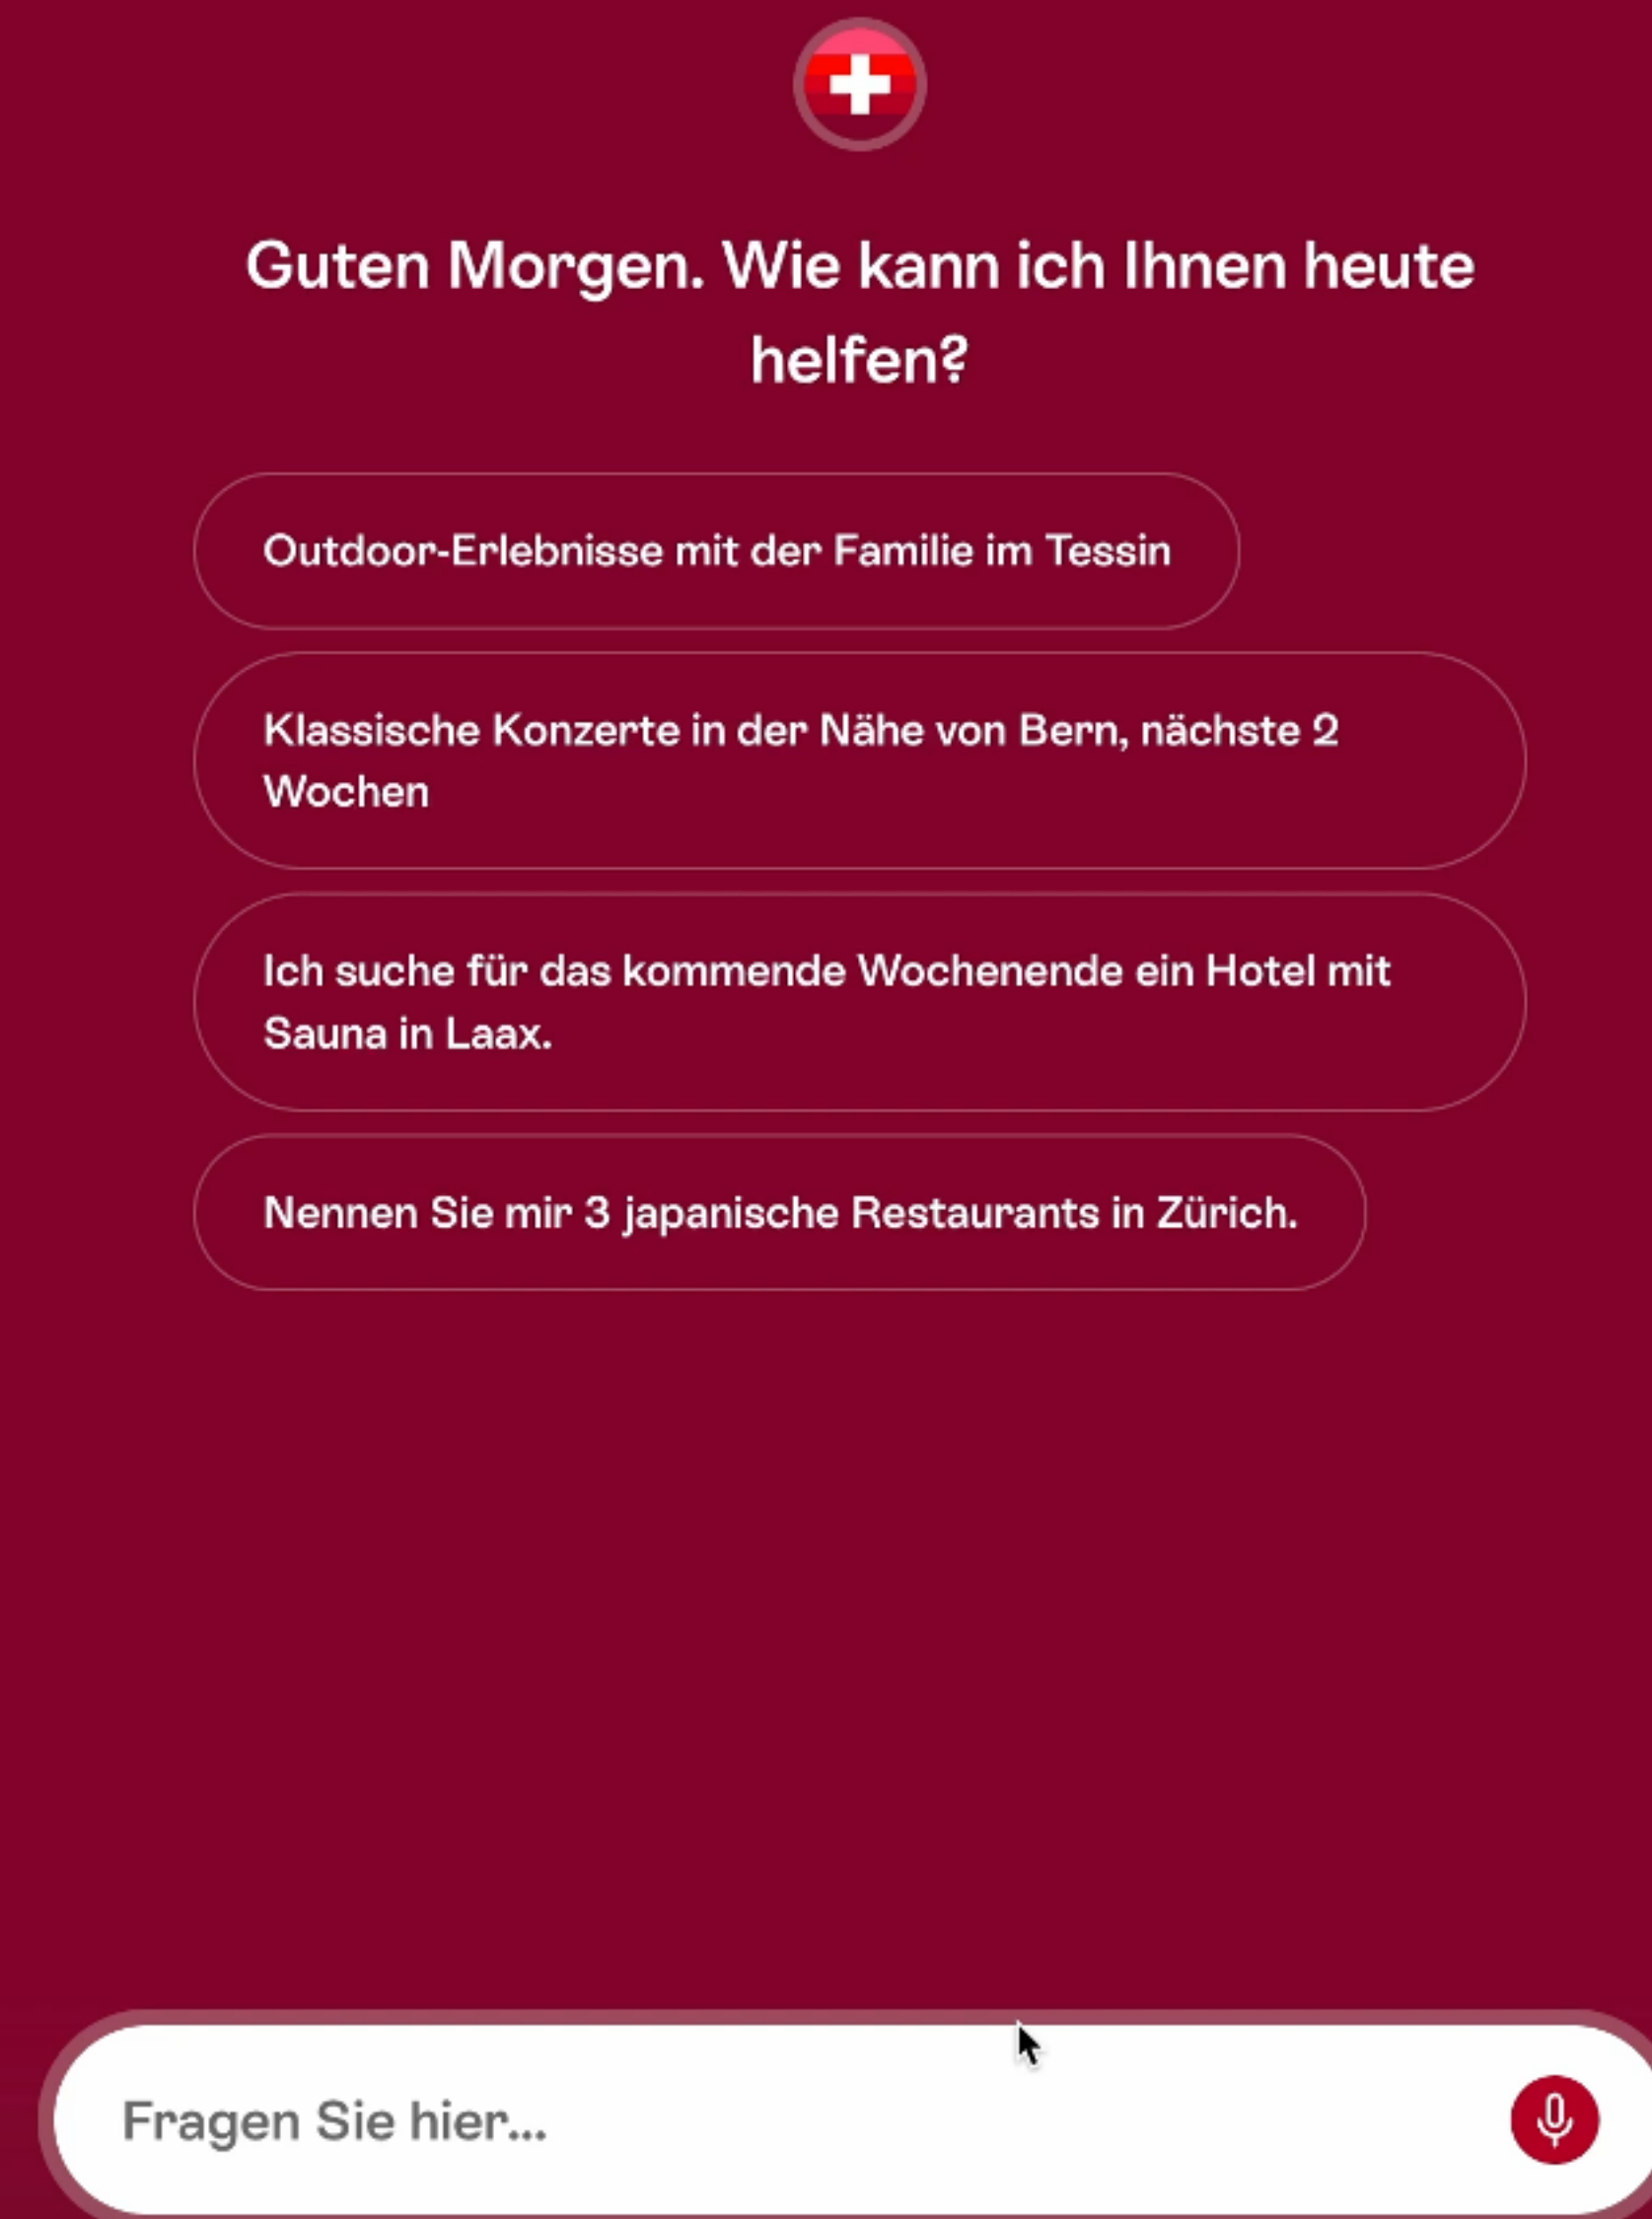 Guten Morgen. Wie kann ich Ihnen heute
helfen?
Outdoor-Erlebnisse mit der Familie im Tessin
Klassische Konzerte in der Nähe von Bern, nächste 2
Wochen
Ich suche für das kommende Wochenende ein Hotel mit
Sauna in Laax.
Nennen Sie mir 3 japanische Restaurants in Zürich.
Fragen Sie hier...